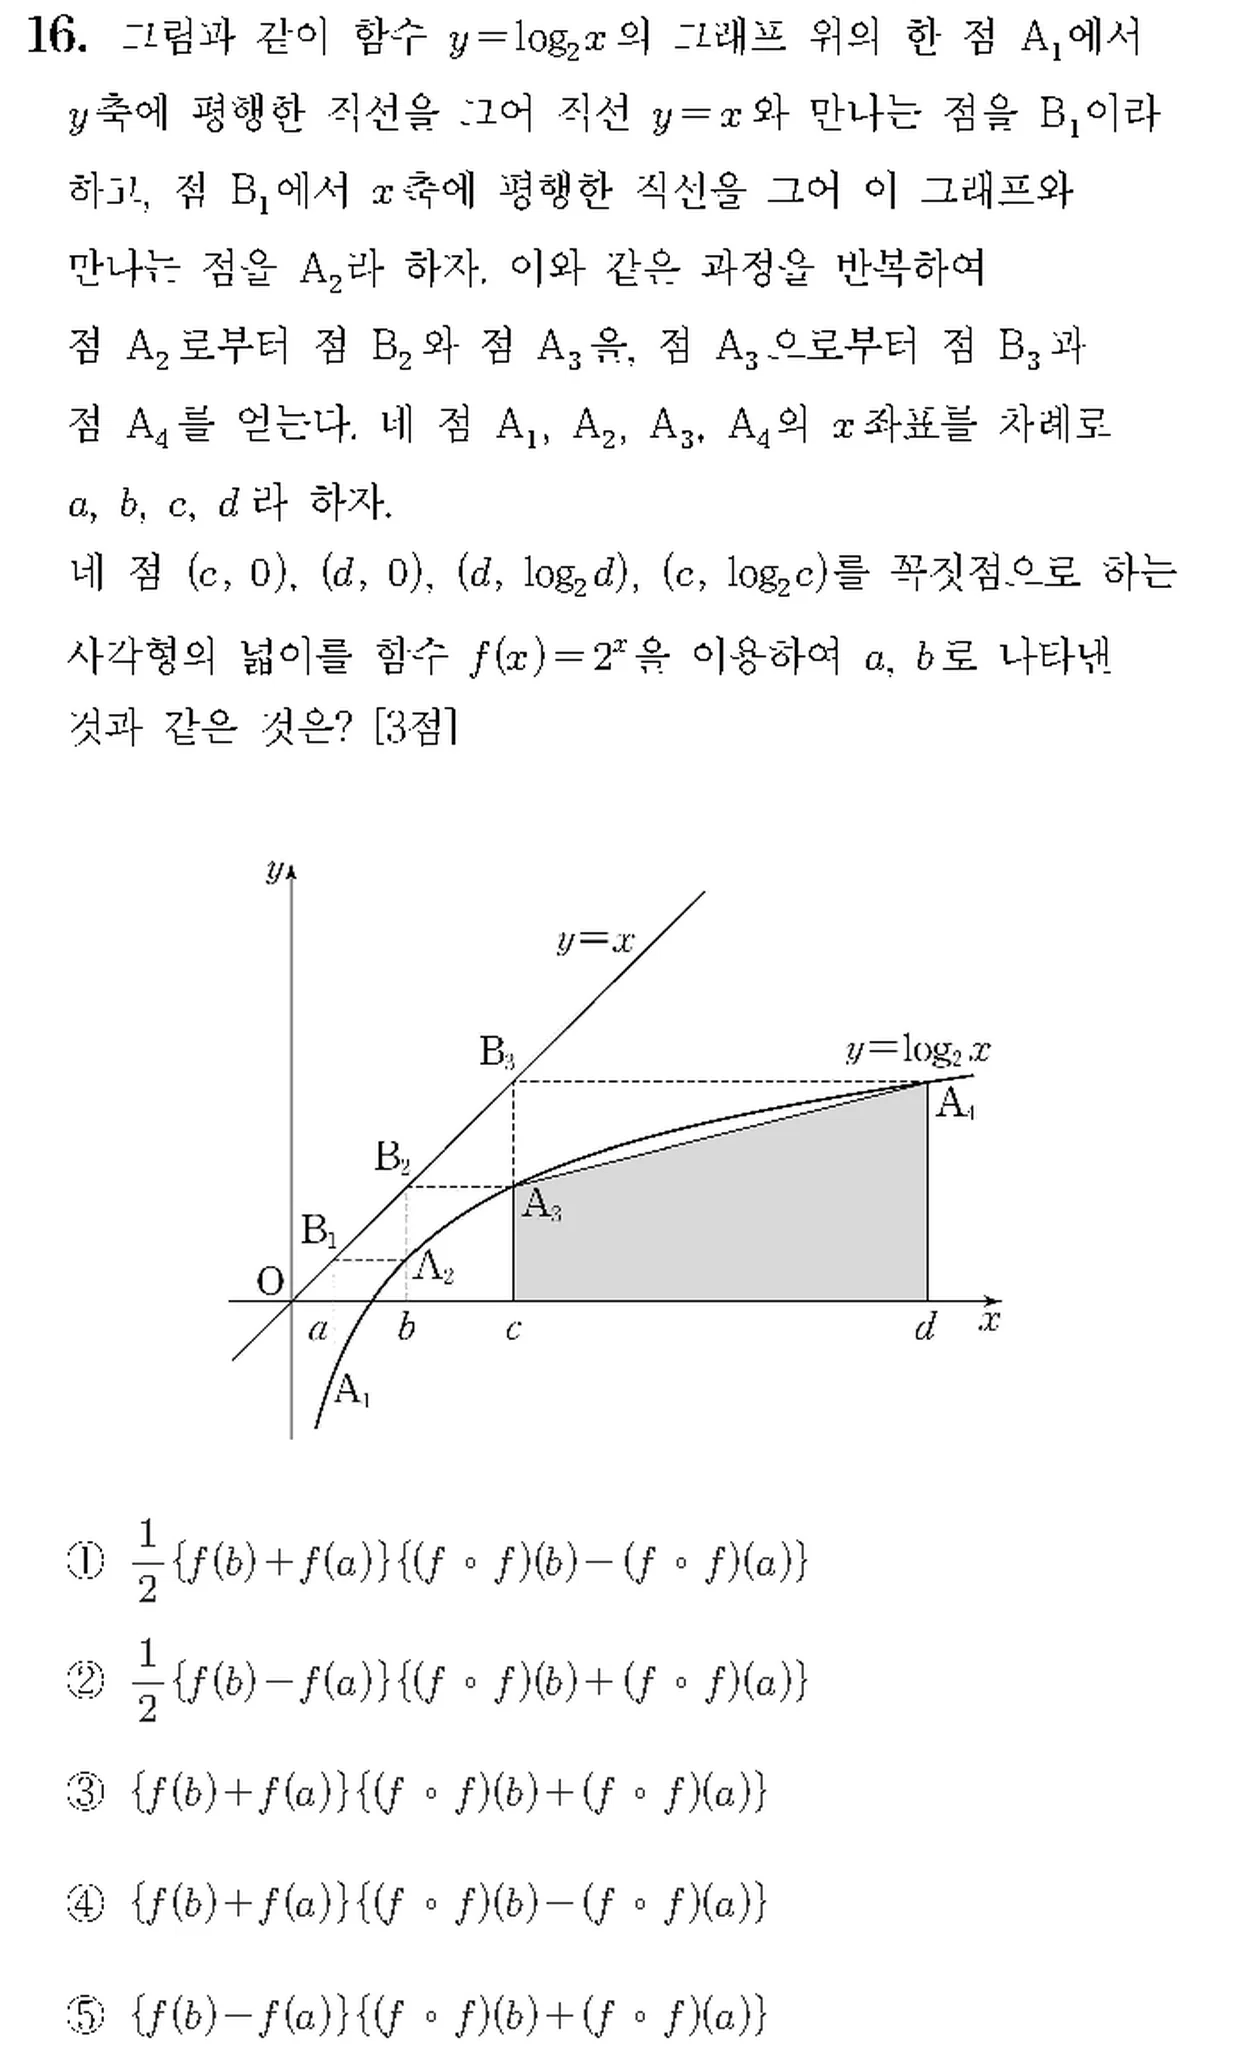 16. 그림과 같이 함수 y=log₂x의 그래프 위의 한 점 A₁에서
y축에 평행한 직선을 그어 직선 y=x와 만나는 점을 B₁이라
하고, 점 B₁에서 x축에 평행한 직선을 그어 이 그래프와
만나는 점을 A₂라 하자. 이와 같은 과정을 반복하여
점 A₂로부터 점 B₂와 점 A₃을, 점 A₃으로부터 점 B₃과
점 A₄를 얻는다. 네 점 A₁, A₂, A₃, A₄의 x좌표를 차례로
a, b, c, d라 하자.
네 점 (c, 0), (d, 0), (d, log₂d), (c, log₂c)를 꼭짓점으로 하는
사각형의 넓이를 함수 f(x)=2ˣ을 이용하여 a, b로 나타낸
것과 같은 것은? [3점]
y
y=x
B₃
y=log₂x
A₄
B₂
A₃
B₁
A₂
O
a b c d x
A₁
① 1/2{f(b)+f(a)}{(f∘f)(b)-(f∘f)(a)}
② 1/2{f(b)-f(a)}{(f∘f)(b)+(f∘f)(a)}
③ {f(b)+f(a)}{(f∘f)(b)+(f∘f)(a)}
④ {f(b)+f(a)}{(f∘f)(b)-(f∘f)(a)}
⑤ {f(b)-f(a)}{(f∘f)(b)+(f∘f)(a)}